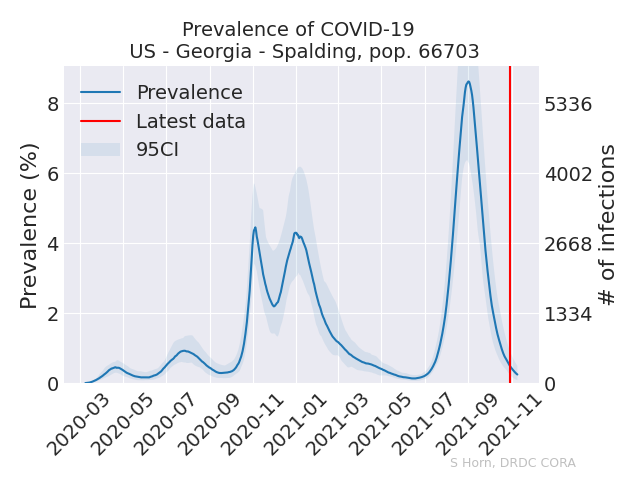 Prevalence of COVID-19
US - Georgia - Spalding, pop. 66703
Prevalence (%)
8
6
4
2
0
Prevalence
Latest data
95CI
5336
4002
2668
1334
0
# of infections
2020-03
2020-05
2020-07
2020-09
2020-11
2021-01
2021-03
2021-05
2021-07
2021-09
2021-11
S Horn, DRDC CORA